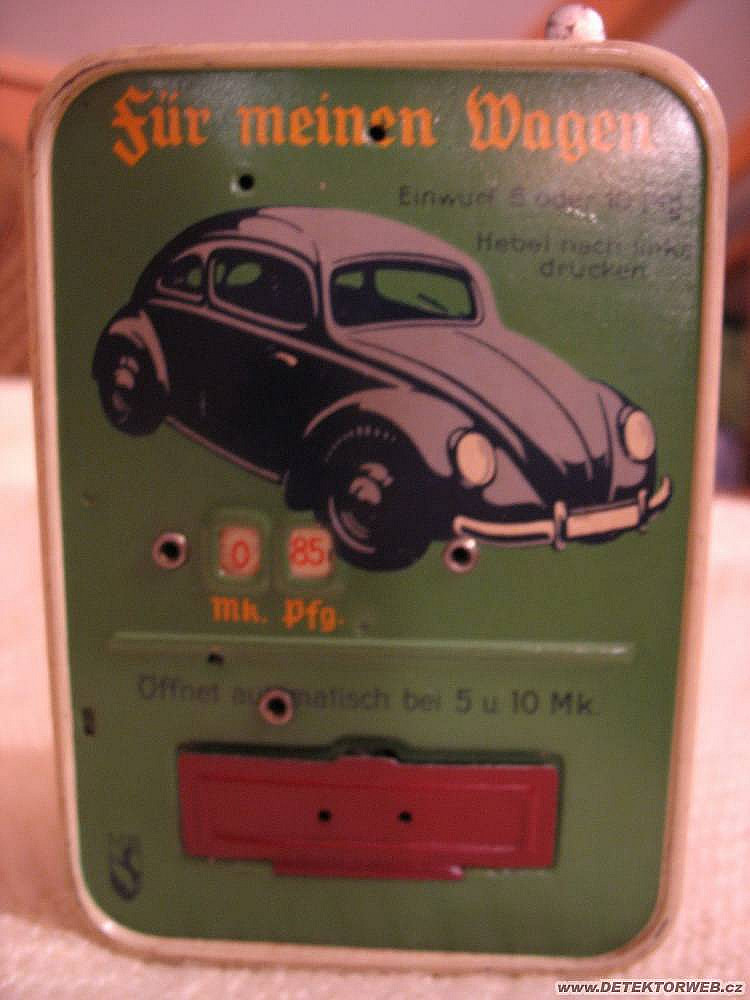 Für meinen Wagen
Einwurf 5 oder 10 Pfg
Hebel nach links
drücken
0 85
Mk. Pfg.
Öffnet automatisch bei 5 u 10 Mk.
www.DETEKTORWEB.cz